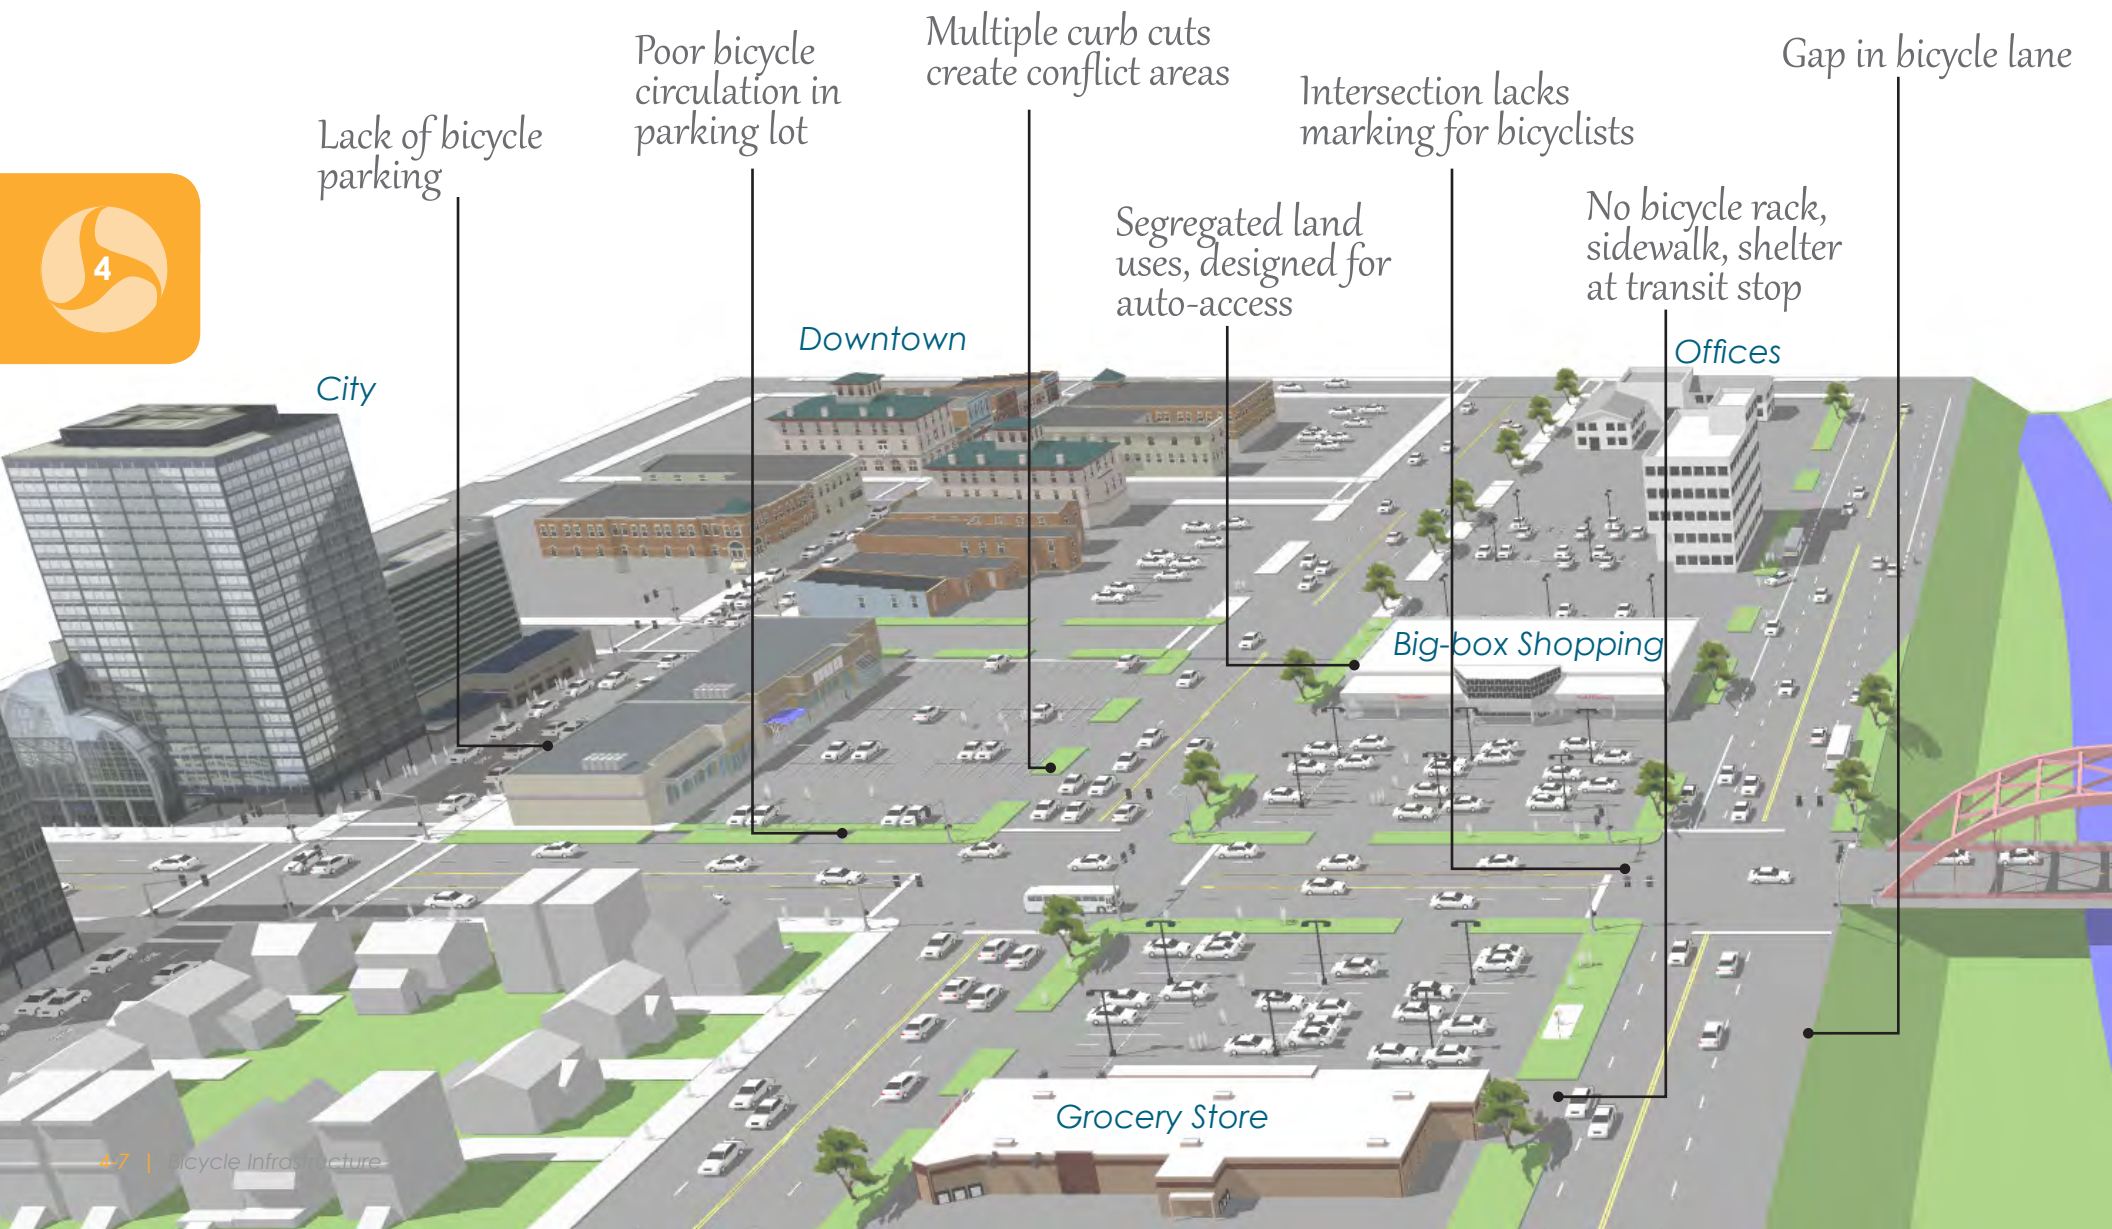 Multiple curb cuts
create conflict areas
Poor bicycle
circulation in
parking lot
Gap in bicycle lane
Intersection lacks
marking for bicyclists
Lack of bicycle
parking
Segregated land
uses, designed for
auto-access
No bicycle rack,
sidewalk, shelter
at transit stop
4
Downtown
Offices
City
Big-box Shopping
Grocery Store
4-7 | Bicycle Infrastructure